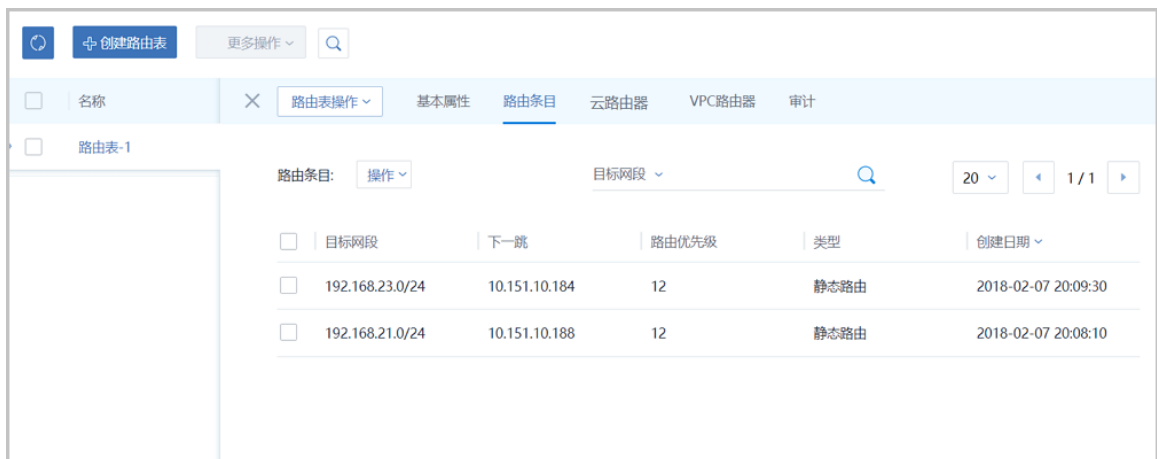 创建路由表 更多操作
名称 路由表操作 基本属性 路由条目 云路由器 VPC路由器 审计
路由表-1
路由条目: 操作 目标网段 20 1 / 1
目标网段 下一跳 路由优先级 类型 创建日期
192.168.23.0/24 10.151.10.184 12 静态路由 2018-02-07 20:09:30
192.168.21.0/24 10.151.10.188 12 静态路由 2018-02-07 20:08:10